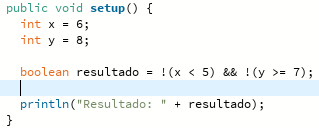 public void setup() {
  int x = 6;
  int y = 8;
  boolean resultado = !(x < 5) && !(y >= 7);
  println("Resultado: " + resultado);
}